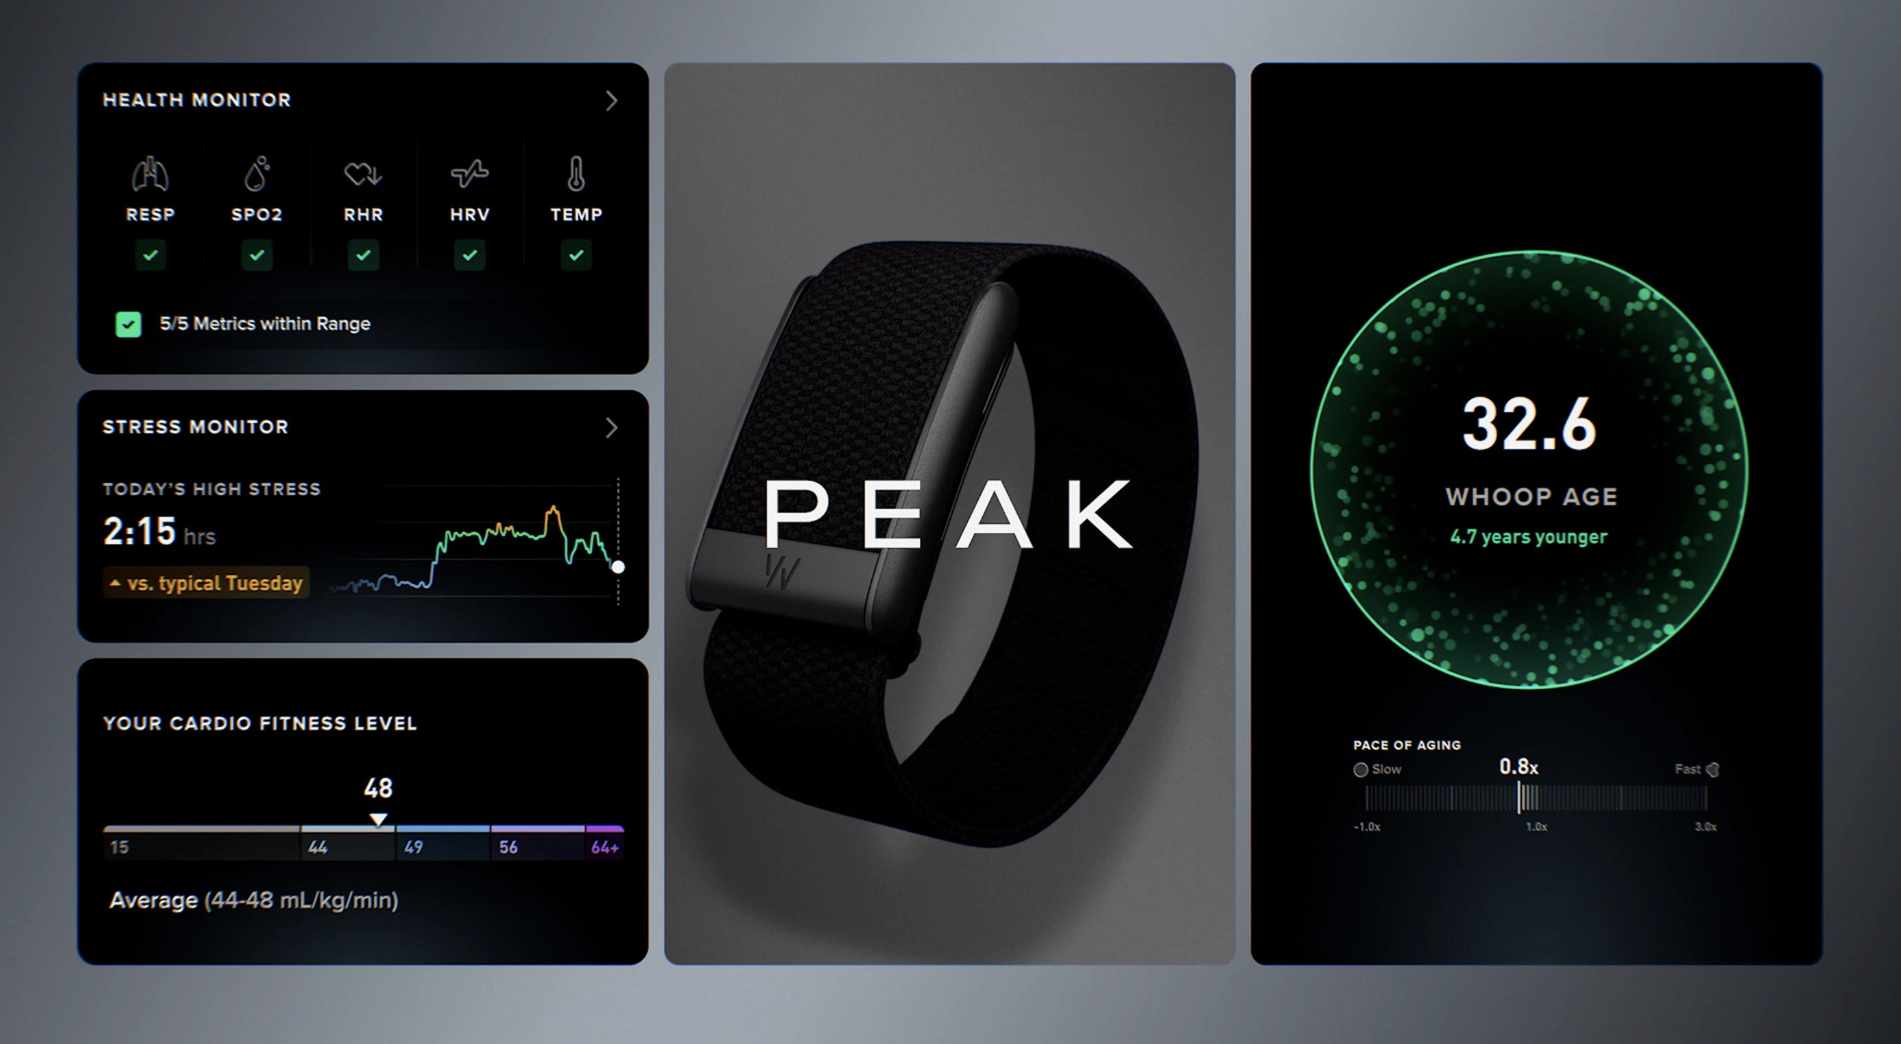 HEALTH MONITOR
RESP
SPO2
RHR
HRV
TEMP
5/5 Metrics within Range
STRESS MONITOR
TODAY'S HIGH STRESS
2:15 hrs
vs. typical Tuesday
YOUR CARDIO FITNESS LEVEL
48
15 44 49 56 64+
Average (44-48 mL/kg/min)
PEAK
W
32.6
WHOOP AGE
4.7 years younger
PACE OF AGING
Slow 0.8x Fast
-1.0x 1.0x 3.0x